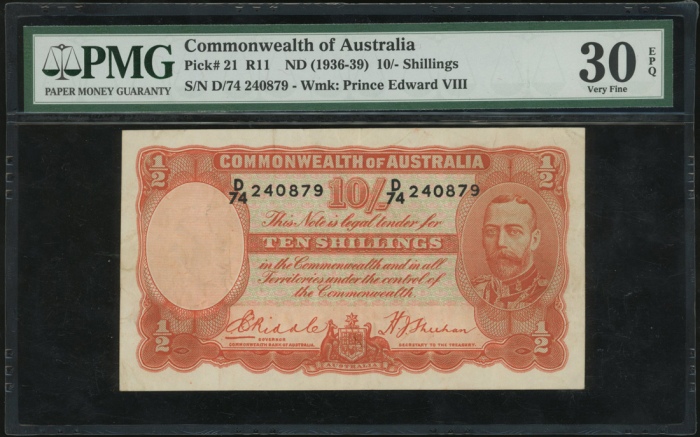 PMG
PAPER MONEY GUARANTY
Commonwealth of Australia
Pick# 21 R11 ND (1936-39) 10/- Shillings
S/N D/74 240879 - Wmk: Prince Edward VIII
30
EPQ
Very Fine
1/2
COMMONWEALTH OF AUSTRALIA
1/2
D/74 240879
10/-
D/74 240879
This Note is legal tender for
TEN SHILLINGS
in the Commonwealth and in all
Territories under the control of
the Commonwealth.
1/2
E Riddle
H J Sheehan
1/2
GOVERNOR
COMMONWEALTH BANK OF AUSTRALIA.
SECRETARY TO THE TREASURY.
AUSTRALIA